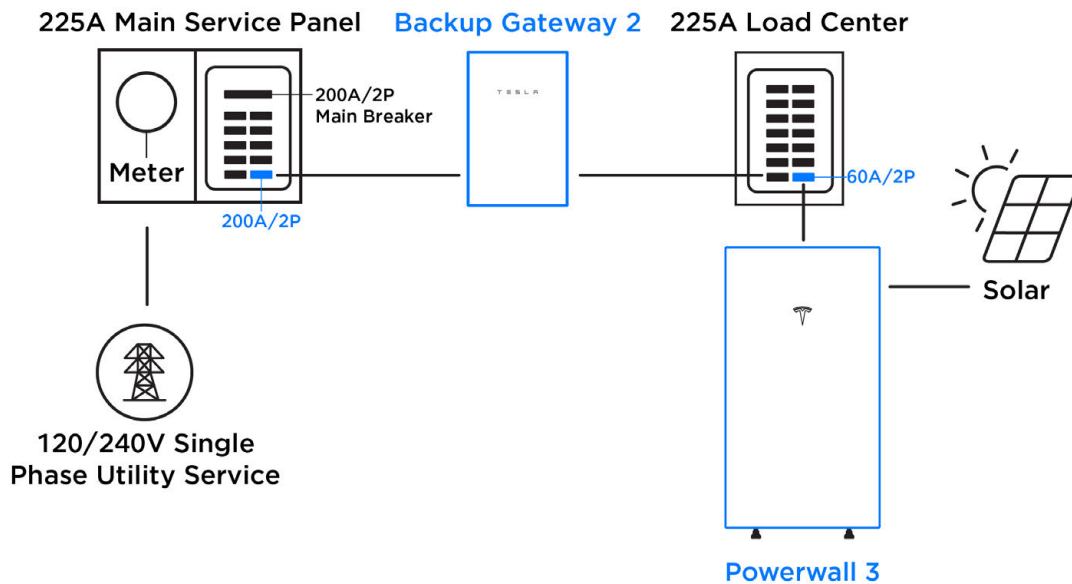 225A Main Service Panel
Backup Gateway 2
225A Load Center
TESLA
200A/2P
Main Breaker
Meter
60A/2P
200A/2P
Solar
120/240V Single
Phase Utility Service
Powerwall 3